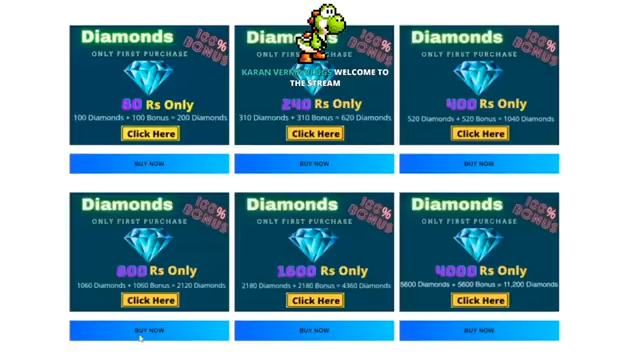 Diamonds
100% BONUS
ONLY FIRST PURCHASE
80 Rs Only
100 Diamonds + 100 Bonus = 200 Diamonds
Click Here
BUY NOW
100% BONUS
KARAN VERMA VLOGS WELCOME TO
THE STREAM
240 Rs Only
310 Diamonds + 310 Bonus = 620 Diamonds
Click Here
BUY NOW
Diamonds
100% BONUS
ONLY FIRST PURCHASE
400 Rs Only
520 Diamonds + 520 Bonus = 1040 Diamonds
Click Here
BUY NOW
Diamonds
100% BONUS
ONLY FIRST PURCHASE
800 Rs Only
1060 Diamonds + 1060 Bonus = 2120 Diamonds
Click Here
BUY NOW
Diamonds
100% BONUS
ONLY FIRST PURCHASE
1600 Rs Only
2180 Diamonds + 2180 Bonus = 4360 Diamonds
Click Here
BUY NOW
Diamonds
100% BONUS
ONLY FIRST PURCHASE
4000 Rs Only
5600 Diamonds + 5600 Bonus = 11,200 Diamonds
Click Here
BUY NOW